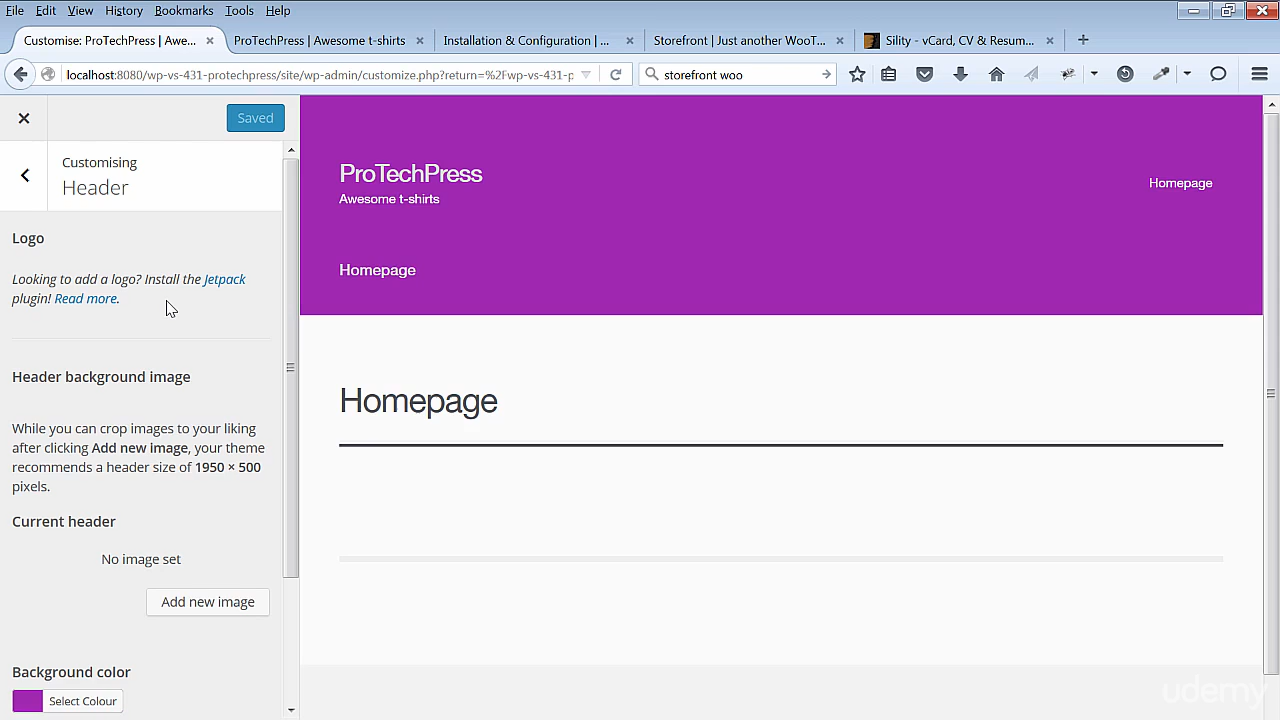 File Edit View History Bookmarks Tools Help
Customise: ProTechPress | Awe...
ProTechPress | Awesome t-shirts
Installation & Configuration | ...
Storefront | Just another WooT...
Sility - vCard, CV & Resum...
localhost:8080/wp-vs-431-protechpress/site/wp-admin/customize.php?return=%2Fwp-vs-431-p
storefront woo
Saved
Customising
Header
Logo
Looking to add a logo? Install the Jetpack
plugin! Read more.
Header background image
While you can crop images to your liking
after clicking Add new image, your theme
recommends a header size of 1950 × 500
pixels.
Current header
No image set
Add new image
Background color
Select Colour
ProTechPress
Awesome t-shirts
Homepage
Homepage
Homepage
udemy